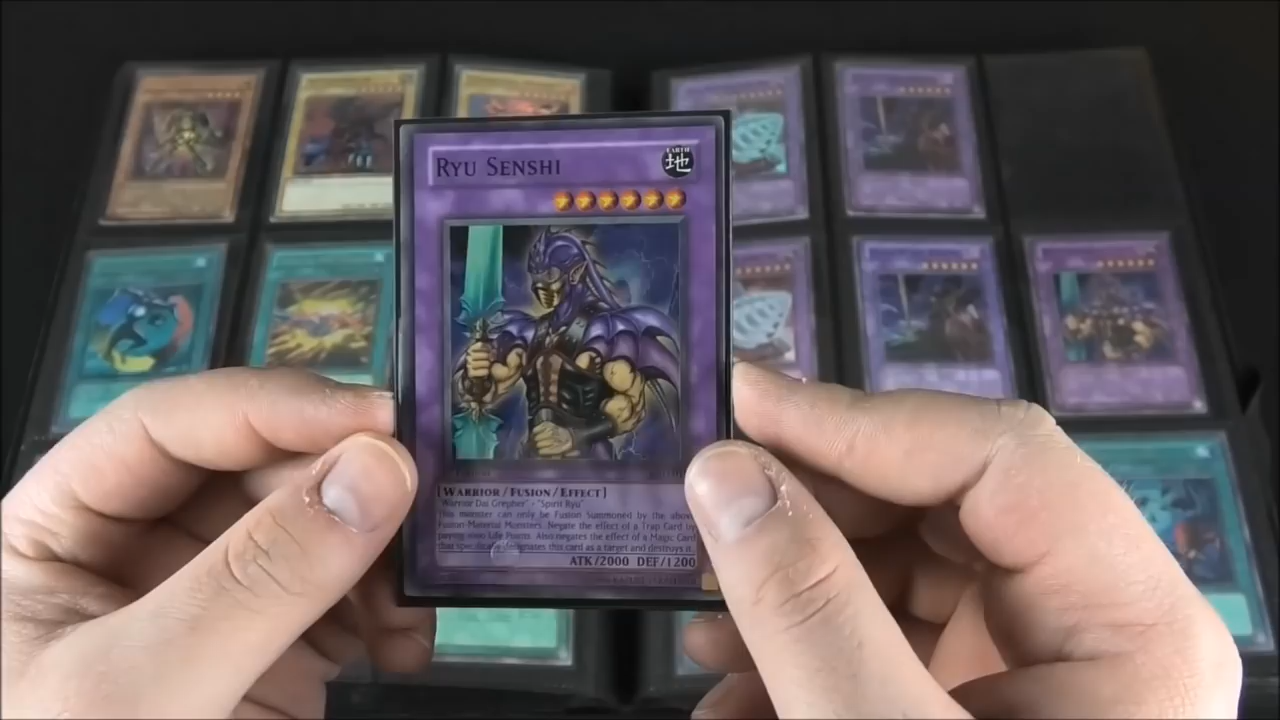 RYU SENSHI
EARTH
地
[WARRIOR/FUSION/EFFECT]
"Warrior Dai Grepher" + "Spirit Ryu"
This monster can only be Fusion Summoned by the above
Fusion-Material Monsters. Negate the effect of a Trap Card by
paying Life Points. Also negates the effect of a Magic Card
that specifically designates this card as a target and destroys it.
ATK/2000 DEF/1200